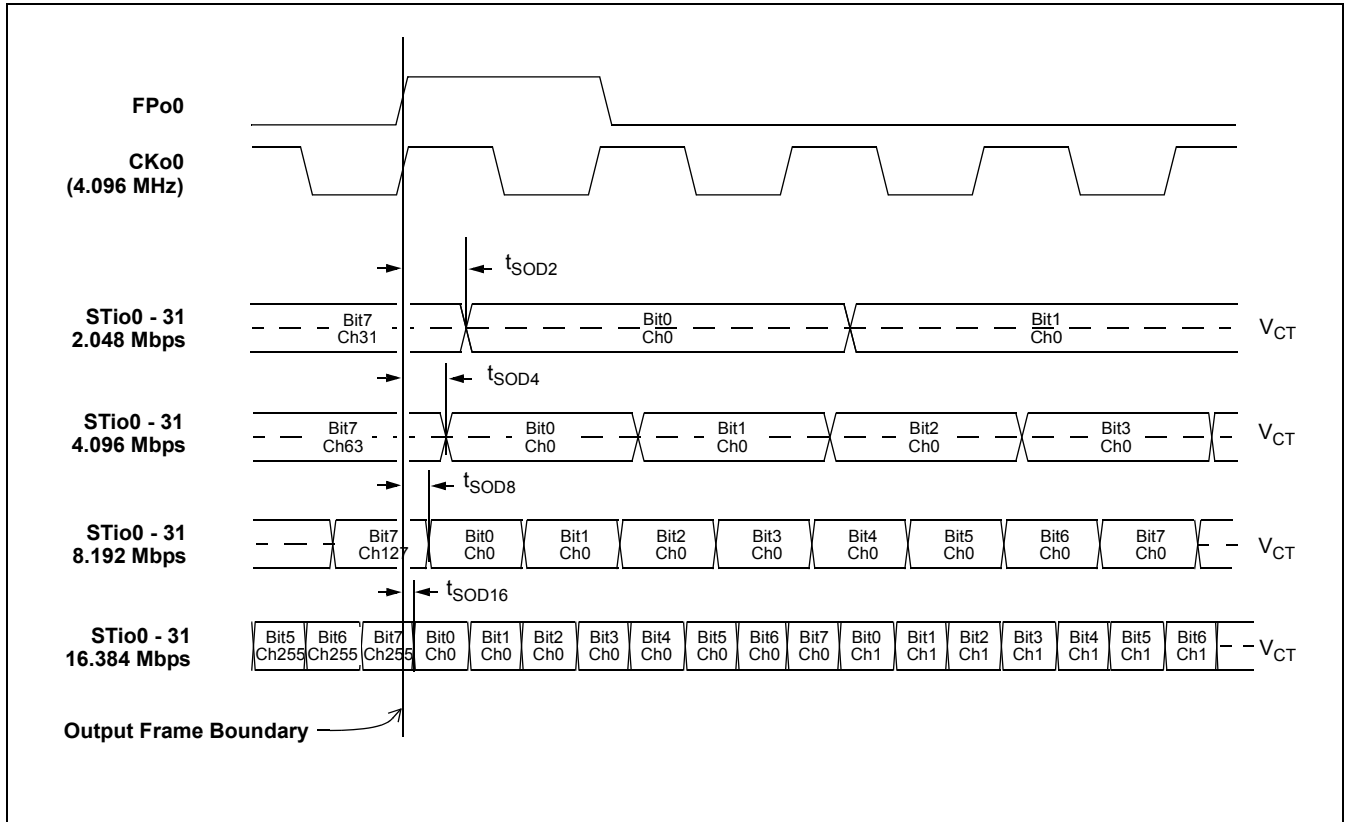 FPo0
CKo0
(4.096 MHz)
tSOD2
STio0 - 31
2.048 Mbps
Bit7
Ch31
Bit0
Ch0
Bit1
Ch0
VCT
tSOD4
STio0 - 31
4.096 Mbps
Bit7
Ch63
Bit0
Ch0
Bit1
Ch0
Bit2
Ch0
Bit3
Ch0
VCT
tSOD8
STio0 - 31
8.192 Mbps
Bit7
Ch127
Bit0
Ch0
Bit1
Ch0
Bit2
Ch0
Bit3
Ch0
Bit4
Ch0
Bit5
Ch0
Bit6
Ch0
Bit7
Ch0
VCT
tSOD16
STio0 - 31
16.384 Mbps
Bit5
Ch255
Bit6
Ch255
Bit7
Ch255
Bit0
Ch0
Bit1
Ch0
Bit2
Ch0
Bit3
Ch0
Bit4
Ch0
Bit5
Ch0
Bit6
Ch0
Bit7
Ch0
Bit0
Ch1
Bit1
Ch1
Bit2
Ch1
Bit3
Ch1
Bit4
Ch1
Bit5
Ch1
Bit6
Ch1
VCT
Output Frame Boundary